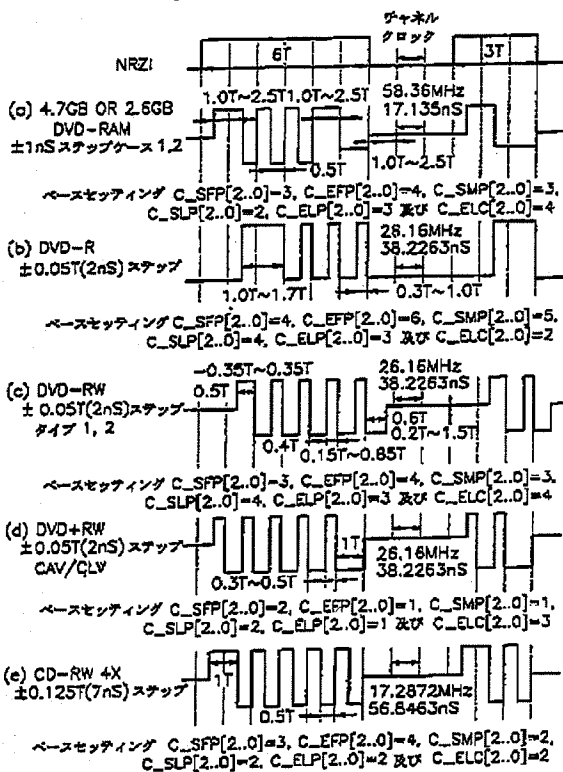 チャネル
クロック
NRZI
6T
3T
1.0T~2.5T 1.0T~2.5T
58.36MHz
17.135nS
(a) 4.7GB OR 2.6GB
DVD-RAM
±1nSステップケース 1,2
0.5T
1.0T~2.5T
ベースセッティング C_SFP[2..0]=3, C_EFP[2..0]=4, C_SMP[2..0]=3,
C_SLP[2..0]=2, C_ELP[2..0]=3 及び C_ELC[2..0]=4
(b) DVD-R
±0.05T(2nS) ステップ
26.16MHz
38.2263nS
1.0T~1.7T
0.3T~1.0T
ベースセッティング C_SFP[2..0]=4, C_EFP[2..0]=6, C_SMP[2..0]=5,
C_SLP[2..0]=4, C_ELP[2..0]=3 及び C_ELC[2..0]=2
(c) DVD-RW
±0.05T(2nS)ステップ
タイプ 1, 2
-0.35T~0.35T
0.5T
26.16MHz
38.2263nS
0.4T
0.15T~0.85T
0.6T
0.2T~1.5T
ベースセッティング C_SFP[2..0]=3, C_EFP[2..0]=4, C_SMP[2..0]=3,
C_SLP[2..0]=4, C_ELP[2..0]=3 及び C_ELC[2..0]=4
(d) DVD+RW
±0.05T(2nS)ステップ
CAV/CLV
1T
26.16MHz
38.2263nS
0.3T~0.5T
ベースセッティング C_SFP[2..0]=2, C_EFP[2..0]=1, C_SMP[2..0]=1,
C_SLP[2..0]=2, C_ELP[2..0]=1 及び C_ELC[2..0]=3
(e) CD-RW 4X
±0.125T(7nS)ステップ
1T
0.5T
17.2872MHz
56.8463nS
ベースセッティング C_SFP[2..0]=3, C_EFP[2..0]=4, C_SMP[2..0]=2,
C_SLP[2..0]=2, C_ELP[2..0]=2 及び C_ELC[2..0]=2